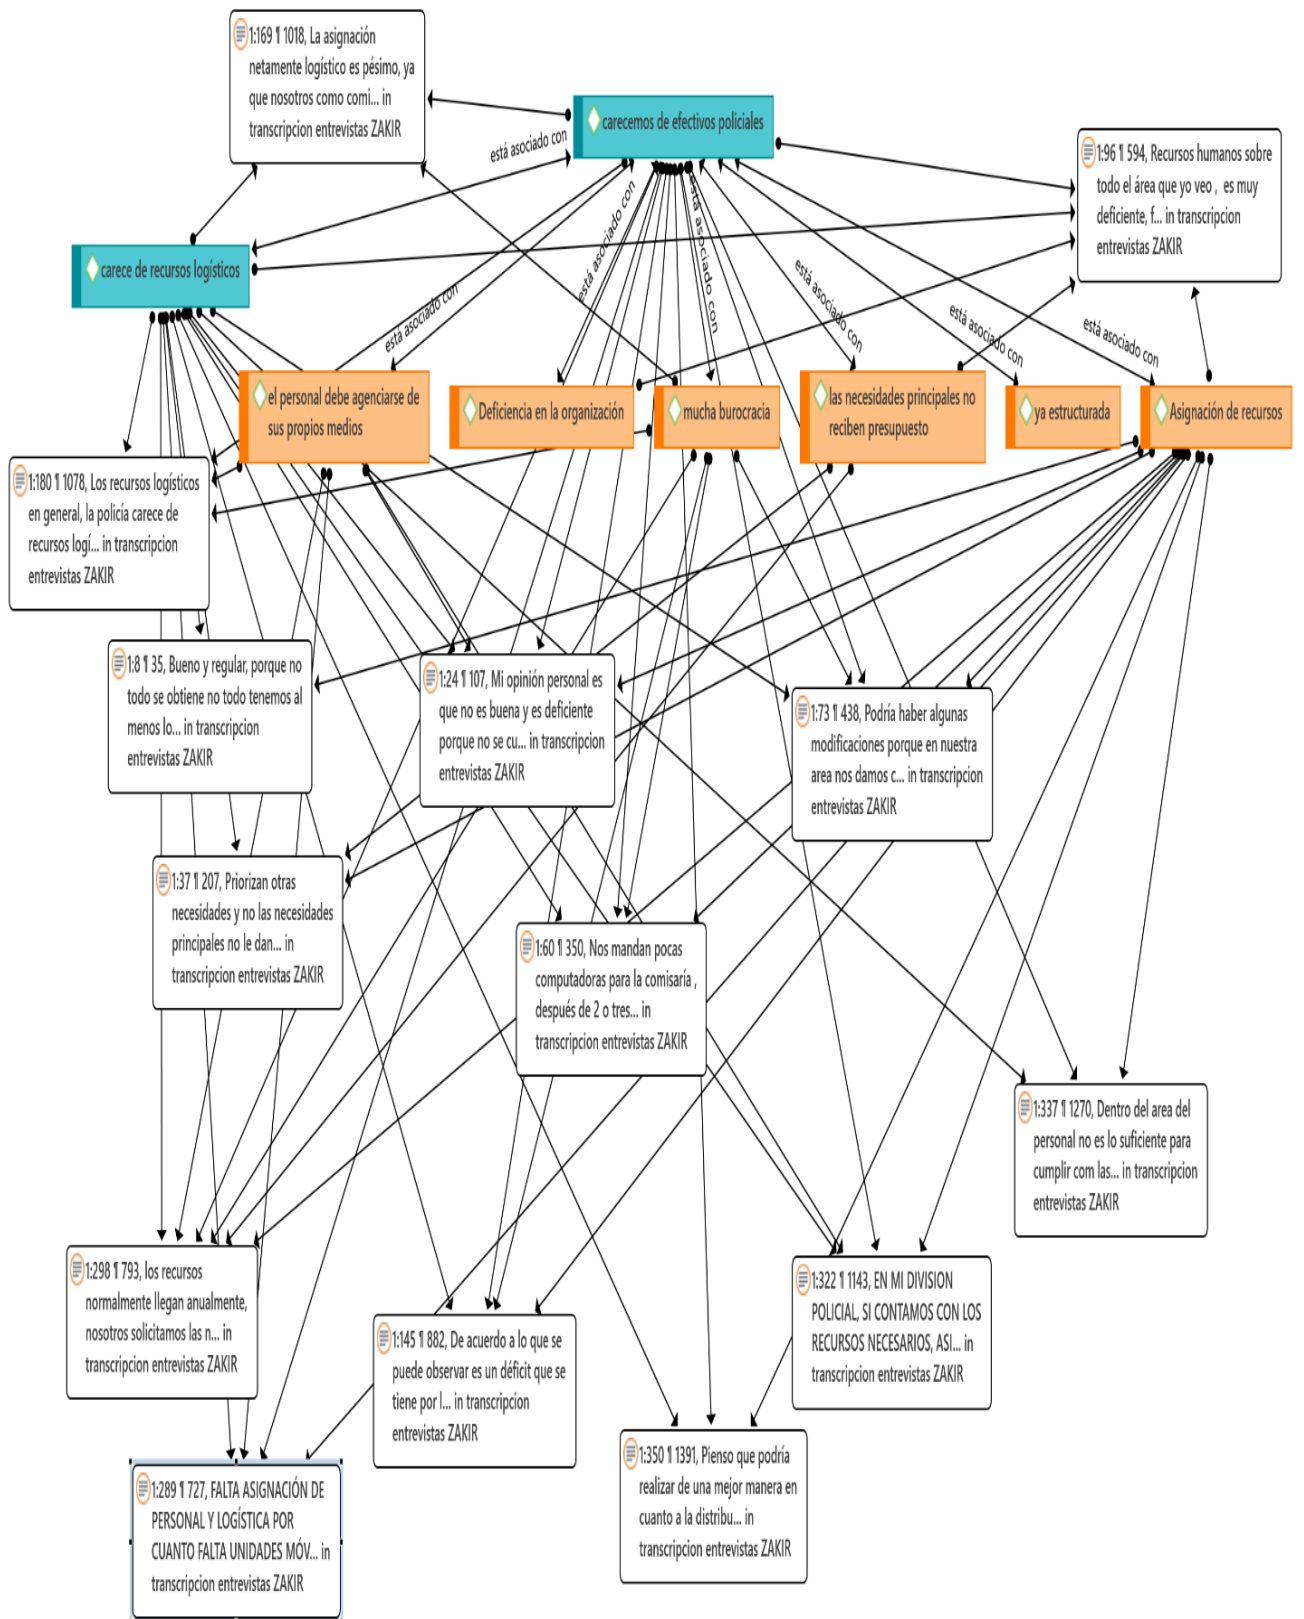 1:169 ¶ 1018, La asignación
netamente logístico es pésimo, ya
que nosotros como comi... in
transcripcion entrevistas ZAKIR
carecemos de efectivos policiales
está asociado con
1:96 ¶ 594, Recursos humanos sobre
todo el área que yo veo , es muy
deficiente, f... in transcripcion
entrevistas ZAKIR
carece de recursos logísticos
está asociado con
está asociado con
está asociado con
está asociado con
está asociado con
está asociado con
el personal debe agenciarse de
sus propios medios
Deficiencia en la organización
mucha burocracia
las necesidades principales no
reciben presupuesto
ya estructurada
Asignación de recursos
1:180 ¶ 1078, Los recursos logísticos
en general, la policía carece de
recursos logí... in transcripcion
entrevistas ZAKIR
1:8 ¶ 35, Bueno y regular, porque no
todo se obtiene no todo tenemos al
menos lo... in transcripcion
entrevistas ZAKIR
1:24 ¶ 107, Mi opinión personal es
que no es buena y es deficiente
porque no se cu... in transcripcion
entrevistas ZAKIR
1:73 ¶ 438, Podría haber algunas
modificaciones porque en nuestra
area nos damos c... in transcripcion
entrevistas ZAKIR
1:37 ¶ 207, Priorizan otras
necesidades y no las necesidades
principales no le dan... in
transcripcion entrevistas ZAKIR
1:60 ¶ 350, Nos mandan pocas
computadoras para la comisaría ,
después de 2 o tres... in
transcripcion entrevistas ZAKIR
1:337 ¶ 1270, Dentro del area del
personal no es lo suficiente para
cumplir com las... in transcripcion
entrevistas ZAKIR
1:298 ¶ 793, los recursos
normalmente llegan anualmente,
nosotros solicitamos las n... in
transcripcion entrevistas ZAKIR
1:145 ¶ 882, De acuerdo a lo que se
puede observar es un déficit que se
tiene por l... in transcripcion
entrevistas ZAKIR
1:322 ¶ 1143, EN MI DIVISION
POLICIAL, SI CONTAMOS CON LOS
RECURSOS NECESARIOS, ASI... in
transcripcion entrevistas ZAKIR
1:350 ¶ 1391, Pienso que podría
realizar de una mejor manera en
cuanto a la distribu... in
transcripcion entrevistas ZAKIR
1:289 ¶ 727, FALTA ASIGNACIÓN DE
PERSONAL Y LOGÍSTICA POR
CUANTO FALTA UNIDADES MÓV... in
transcripcion entrevistas ZAKIR